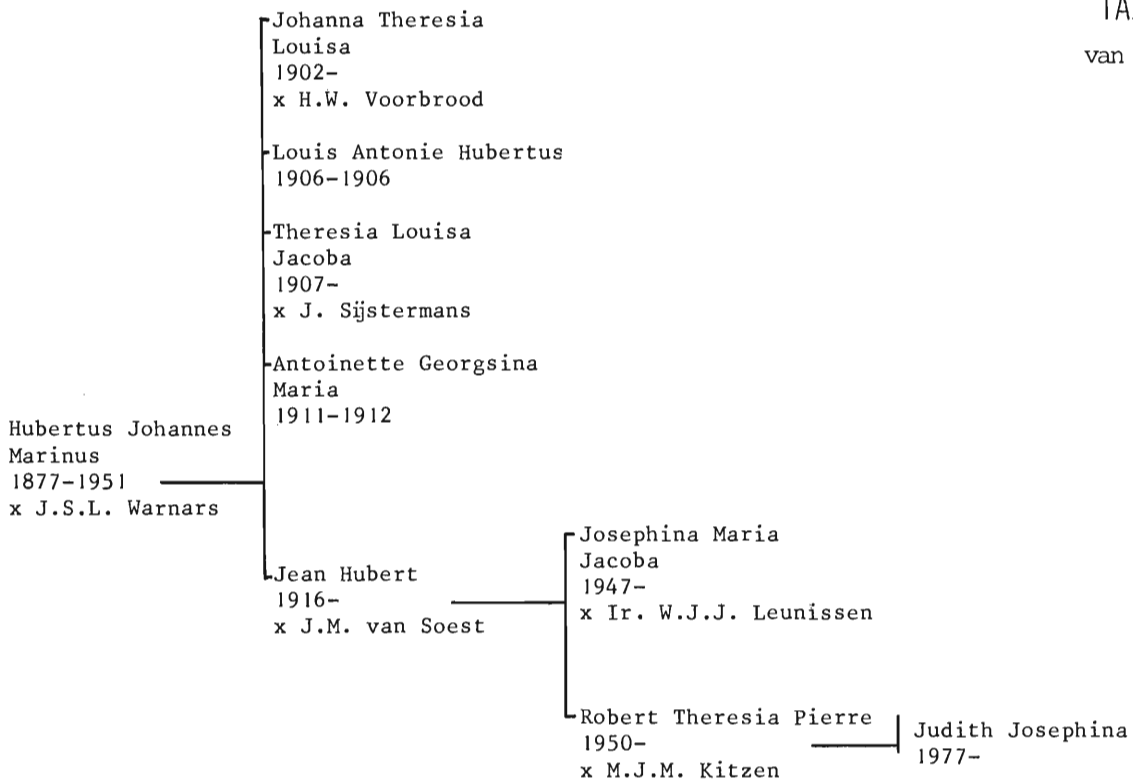 Johanna Theresia
Louisa
1902-
x H.W. Voorbrood
van
Louis Antonie Hubertus
1906-1906
Theresia Louisa
Jacoba
1907-
x J. Sijstermans
Antoinette Georgsina
Maria
1911-1912
Hubertus Johannes
Marinus
1877-1951
x J.S.L. Warnars
Jean Hubert
1916-
x J.M. van Soest
Josephina Maria
Jacoba
1947-
x Ir. W.J.J. Leunissen
Robert Theresia Pierre
1950-
x M.J.M. Kitzen
Judith Josephina
1977-